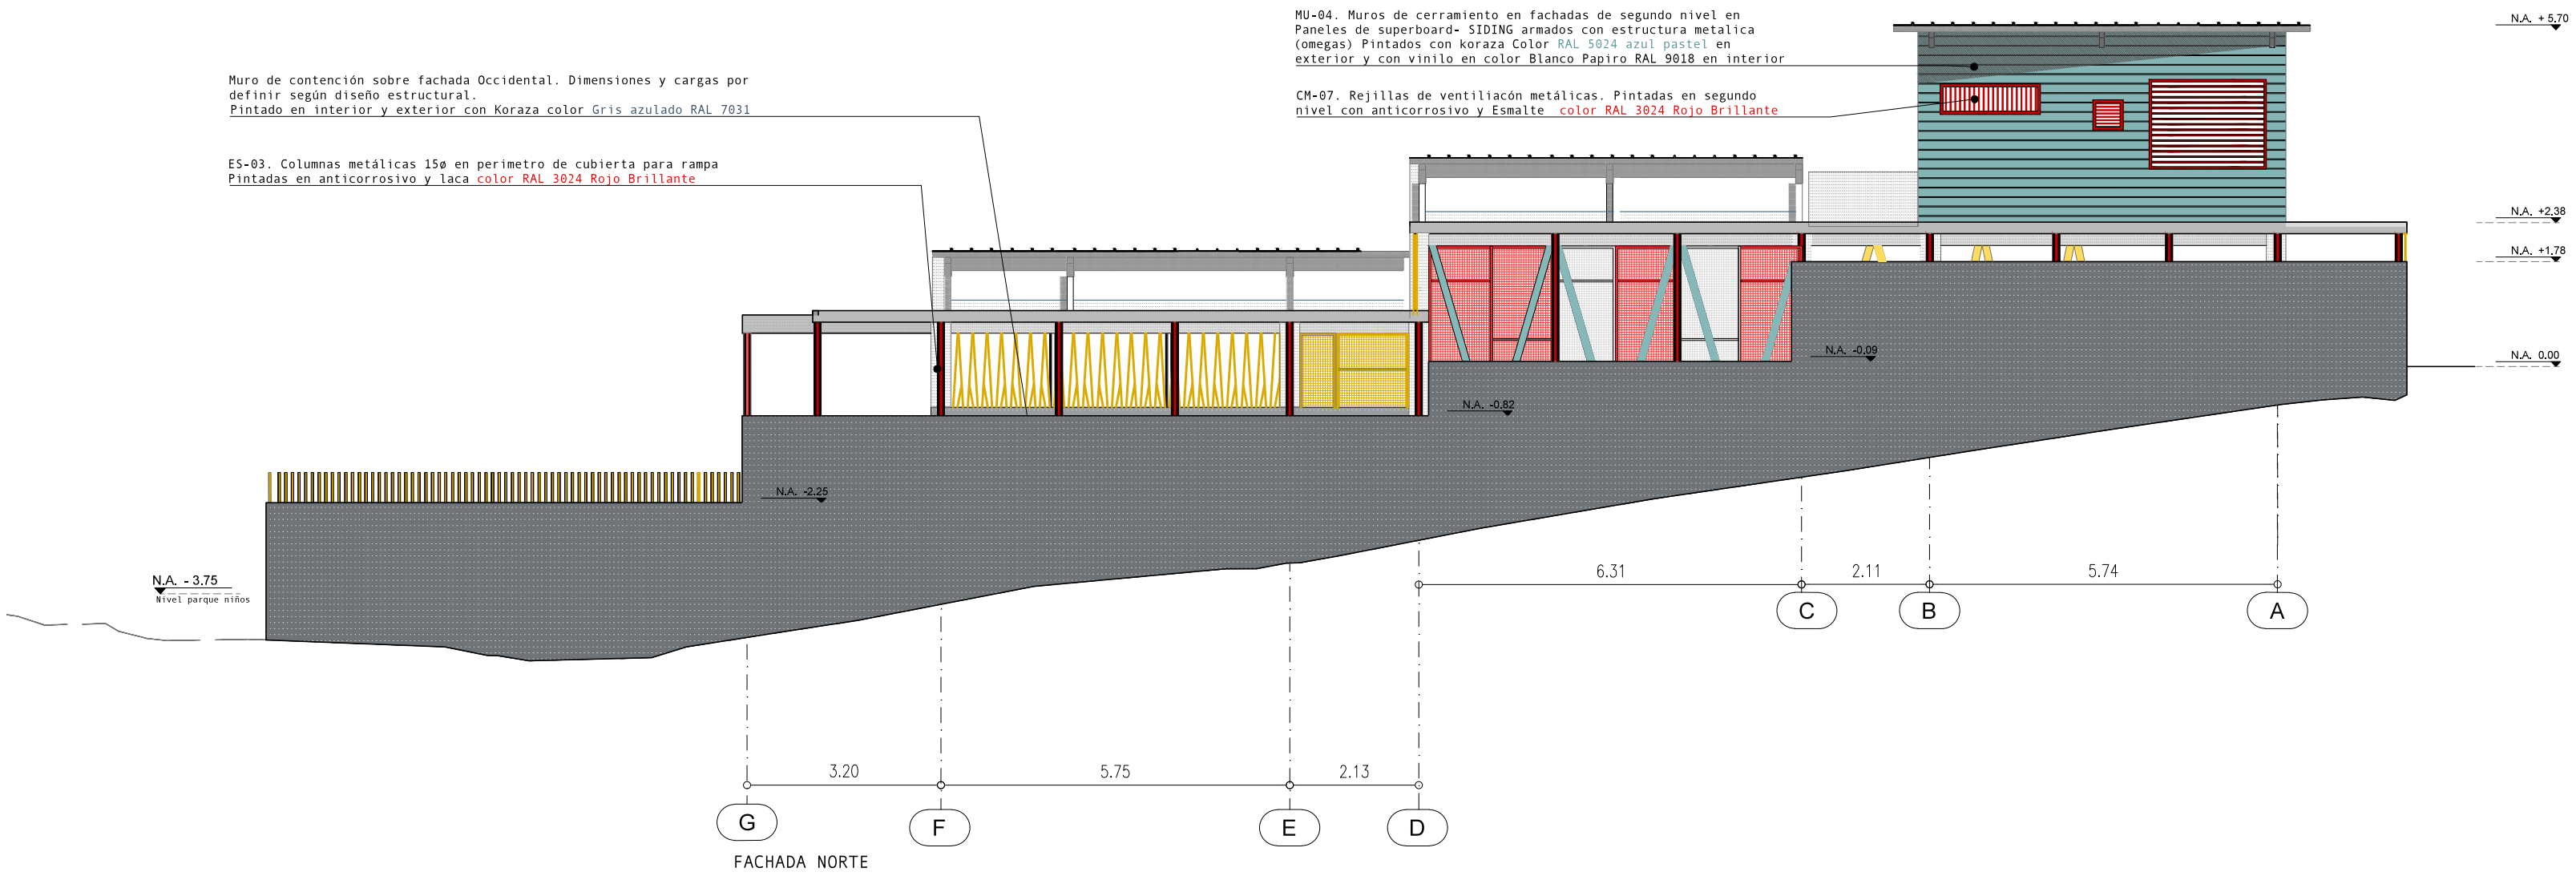 MU-04. Muros de cerramiento en fachadas de segundo nivel en
Paneles de superboard- SIDING armados con estructura metalica
(omegas) Pintados con koraza Color RAL 5024 azul pastel en
exterior y con vinilo en color Blanco Papiro RAL 9018 en interior
CM-07. Rejillas de ventiliacón metálicas. Pintadas en segundo
nivel con anticorrosivo y Esmalte color RAL 3024 Rojo Brillante
Muro de contención sobre fachada Occidental. Dimensiones y cargas por
definir según diseño estructural.
Pintado en interior y exterior con Koraza color Gris azulado RAL 7031
ES-03. Columnas metálicas 15ø en perimetro de cubierta para rampa
Pintadas en anticorrosivo y laca color RAL 3024 Rojo Brillante
N.A. + 5.70
N.A. +2.38
N.A. +1.78
N.A. 0.00
N.A. -0.09
N.A. -0.82
N.A. -2.25
N.A. - 3.75
Nivel parque niños
6.31
2.11
5.74
C
B
A
3.20
5.75
2.13
G
F
E
D
FACHADA NORTE